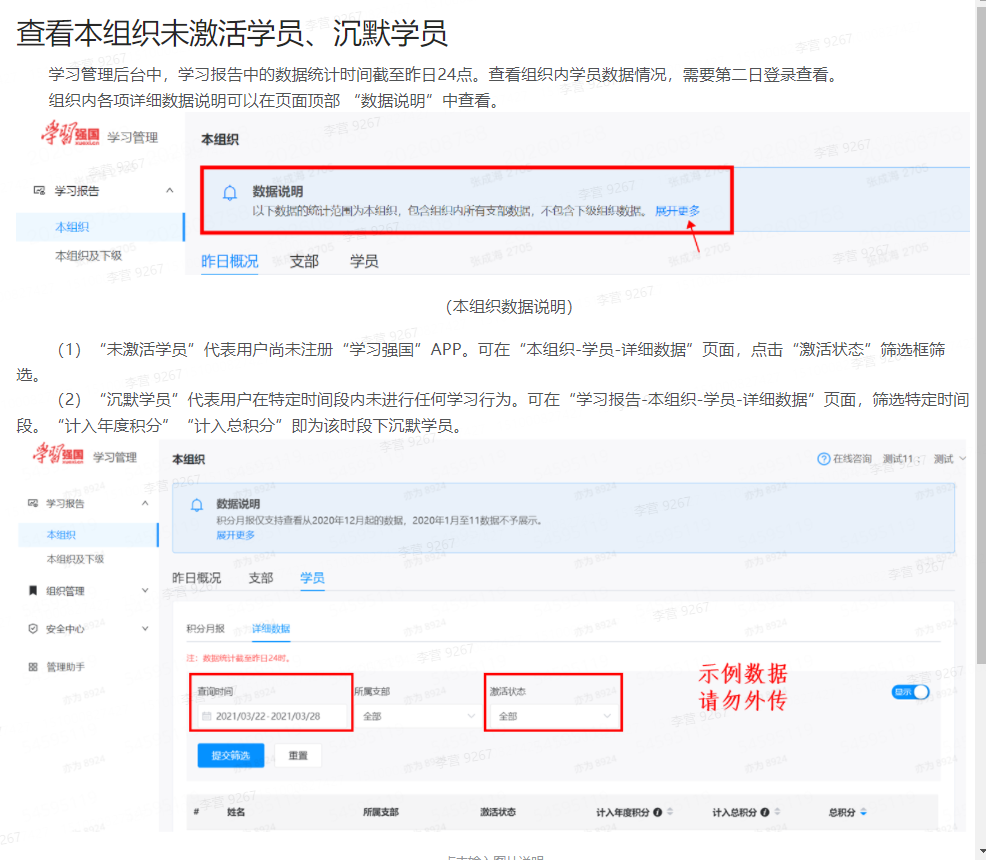 查看本组织未激活学员、沉默学员
学习管理后台中，学习报告中的数据统计时间截至昨日24点。查看组织内学员数据情况，需要第二日登录查看。
组织内各项详细数据说明可以在页面顶部 “数据说明”中查看。
学习强国 学习管理
本组织
学习报告
数据说明
以下数据的统计范围为本组织，包含组织内所有支部数据，不包含下级组织数据。 展开更多
本组织
本组织及下级
昨日概况 支部 学员
（本组织数据说明）
（1）“未激活学员”代表用户尚未注册“学习强国”APP。可在“本组织-学员-详细数据”页面，点击“激活状态”筛选框筛
选。
（2）“沉默学员”代表用户在特定时间段内未进行任何学习行为。可在“学习报告-本组织-学员-详细数据”页面，筛选特定时间
段。“计入年度积分”“计入总积分”即为该时段下沉默学员。
学习强国 学习管理
本组织
在线咨询 测试11： 测试
学习报告
数据说明
积分月报仅支持查看从2020年12月起的数据，2020年1月至11数据不予展示。
展开更多
本组织
本组织及下级
组织管理
安全中心
管理助手
昨日概况 支部 学员
积分月报 详细数据
注：数据统计截至昨日24时。
查询时间 所属支部 激活状态
2021/03/22-2021/03/28 全部 全部
示例数据
请勿外传
显示
提交筛选 重置
# 姓名 所属支部 激活状态 计入年度积分 计入总积分 总积分
李营 9267
张成海 2705
亦为 8924